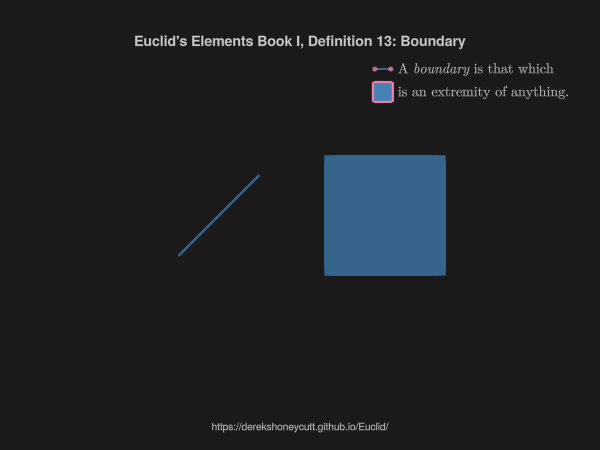 Euclid's Elements Book I, Definition 13: Boundary
A boundary is that which
is an extremity of anything.
https://derekshoneycutt.github.io/Euclid/